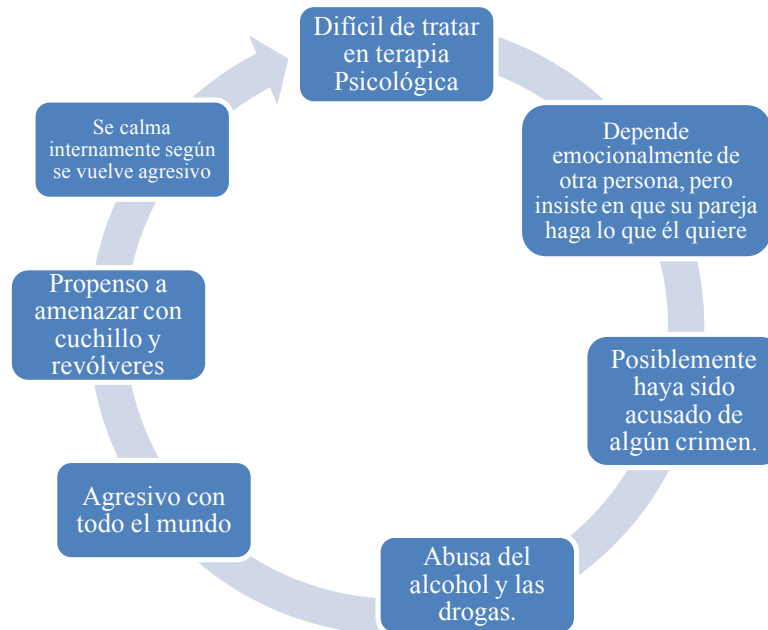 Difícil de tratar
en terapia
Psicológica
Depende
emocionalmente de
otra persona, pero
insiste en que su pareja
haga lo que él quiere
Posiblemente
haya sido
acusado de
algún crimen.
Abusa del
alcohol y las
drogas.
Agresivo con
todo el mundo
Propenso a
amenazar con
cuchillo y
revólveres
Se calma
internamente según
se vuelve agresivo